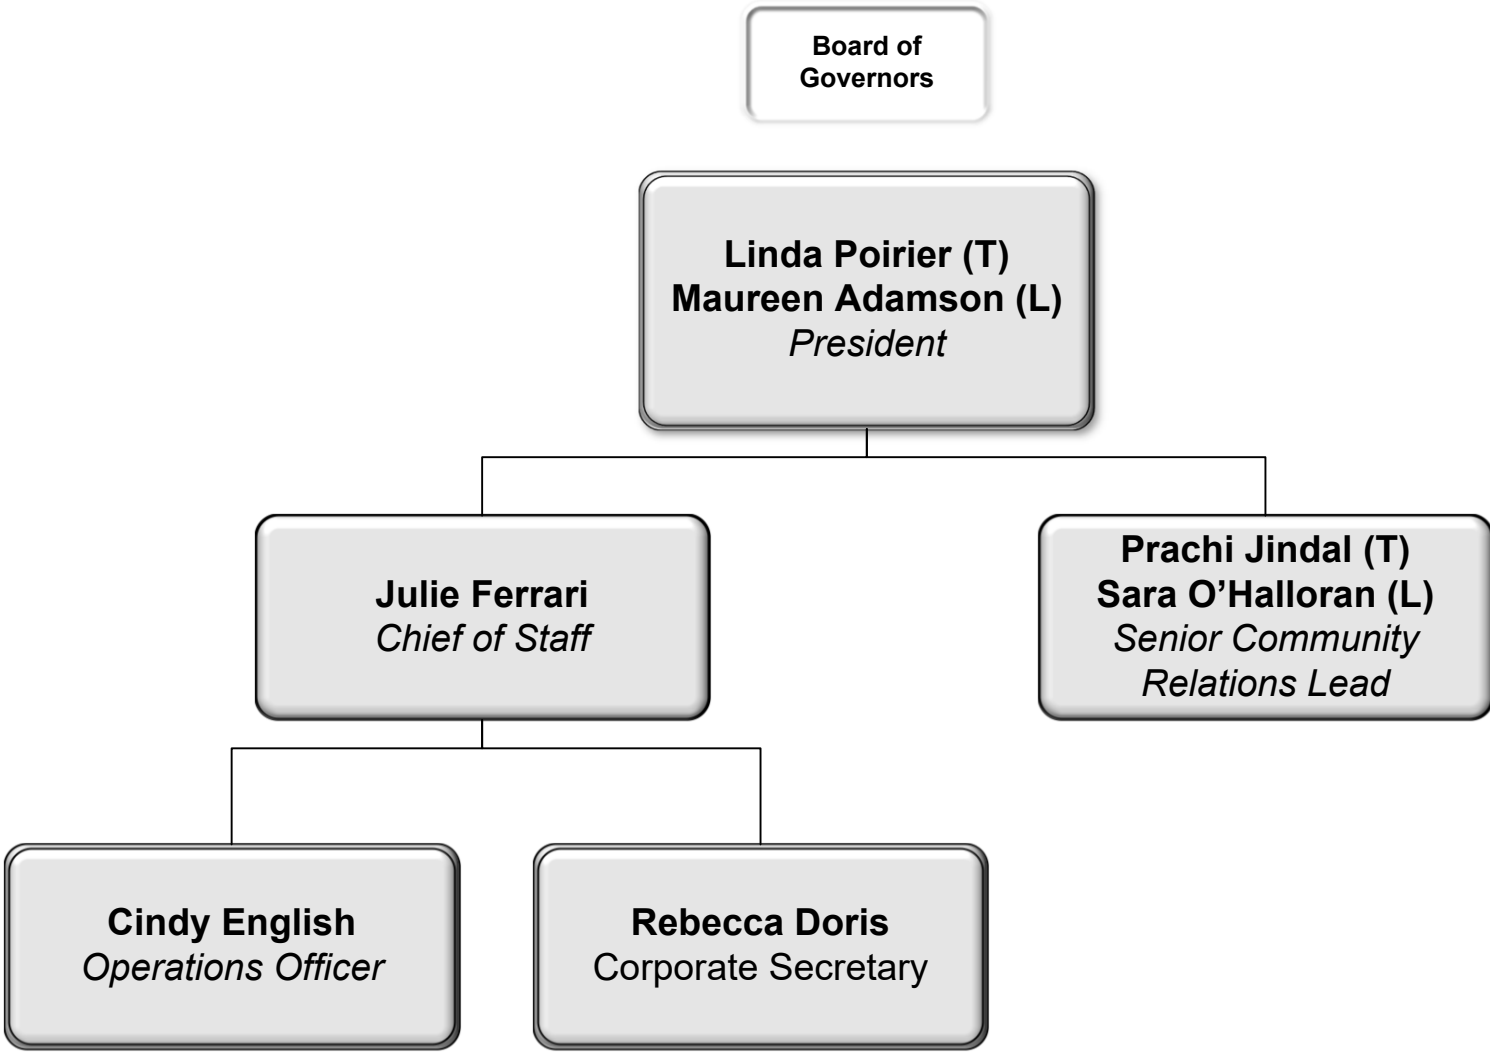 Board of
Governors
Linda Poirier (T)
Maureen Adamson (L)
President
Julie Ferrari
Chief of Staff
Prachi Jindal (T)
Sara O’Halloran (L)
Senior Community
Relations Lead
Cindy English
Operations Officer
Rebecca Doris
Corporate Secretary